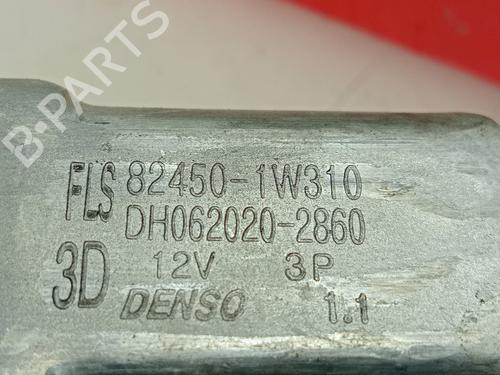 B-PARTS
FLS 82450-1W310
DH062020-2860
3D 12V 3P
DENSO 1.1